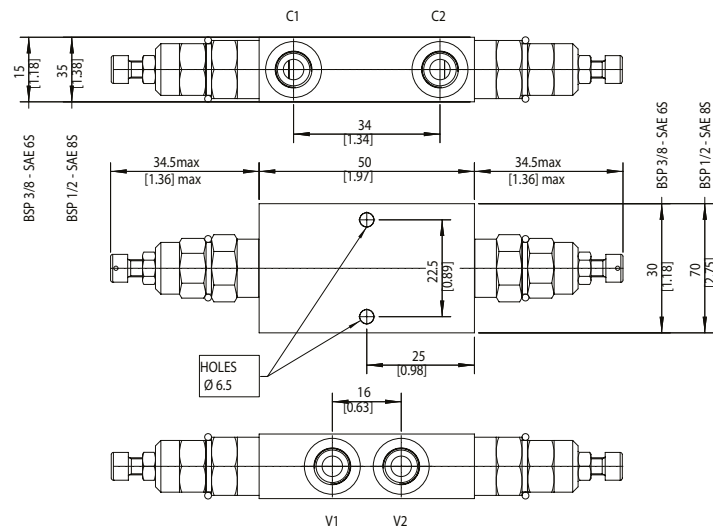 C1 C2
15
[1.18]
35
[1.38]
34
[1.34]
BSP 3/8 - SAE 6S
BSP 1/2 - SAE 8S
34.5max
[1.36] max
50
[1.97]
34.5max
[1.36] max
BSP 3/8 - SAE 6S
BSP 1/2 - SAE 8S
22.5
[0.89]
30
[1.18]
70
[2.75]
HOLES
Ø 6.5
25
[0.98]
16
[0.63]
V1 V2